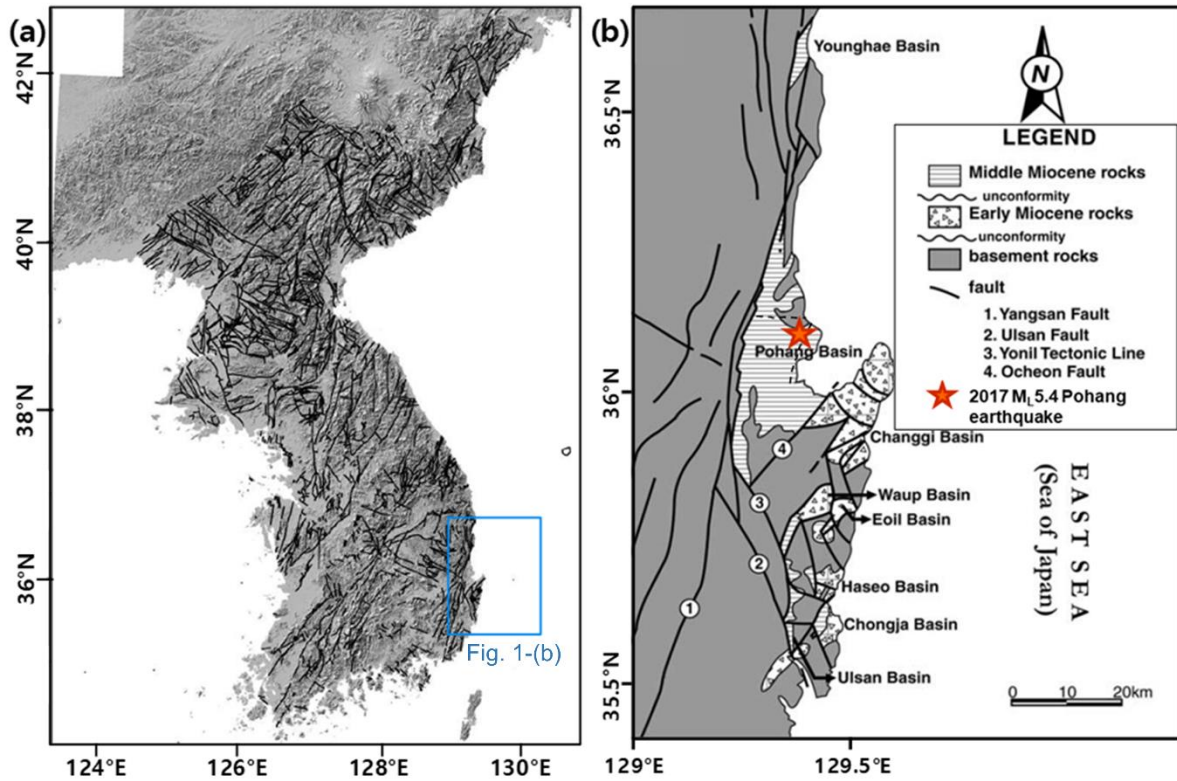 (a)
42°N
40°N
38°N
36°N
124°E
126°E
128°E
130°E
Fig. 1-(b)
(b)
36.5°N
36°N
35.5°N
129°E
129.5°E
Younghae Basin
Pohang Basin
Changgi Basin
Waup Basin
Eoil Basin
Haseo Basin
Chongja Basin
Ulsan Basin
4
3
2
1
N
LEGEND
Middle Miocene rocks
unconformity
Early Miocene rocks
unconformity
basement rocks
fault
1. Yangsan Fault
2. Ulsan Fault
3. Yonil Tectonic Line
4. Ocheon Fault
2017 ML5.4 Pohang
earthquake
EAST SEA
(Sea of Japan)
0 10 20km